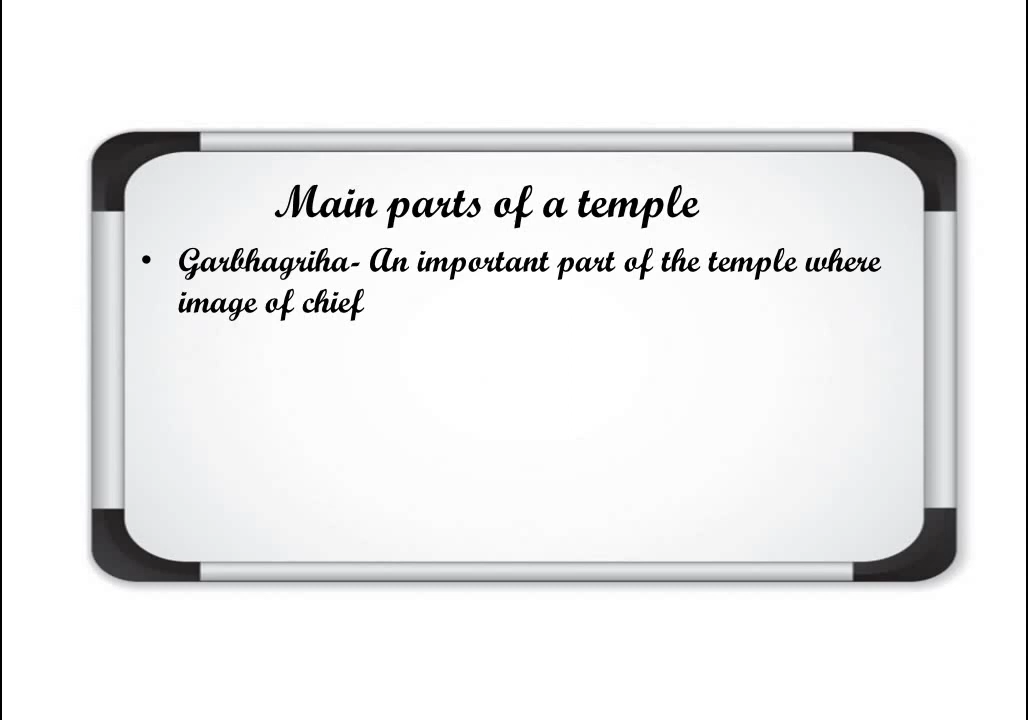 Main parts of a temple
• Garbhagriha- An important part of the temple where
image of chief